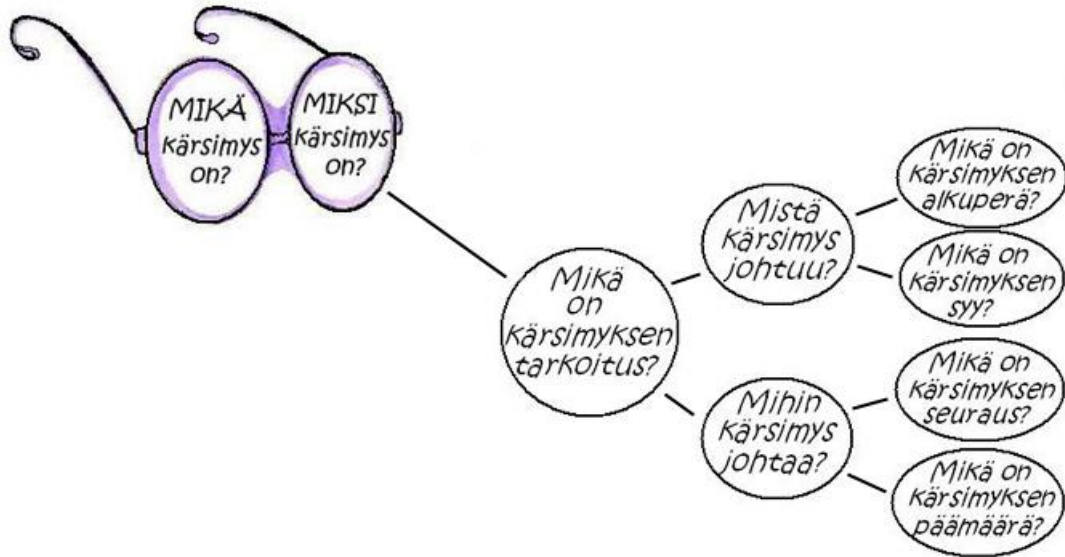 MIKÄ
kärsimys
on?
MIKSI
kärsimys
on?
Mikä
on
kärsimyksen
tarkoitus?
Mistä
kärsimys
johtuu?
Mikä on
kärsimyksen
alkuperä?
Mikä on
kärsimyksen
syy?
Mihin
kärsimys
johtaa?
Mikä on
kärsimyksen
seuraus?
Mikä on
kärsimyksen
päämäärä?